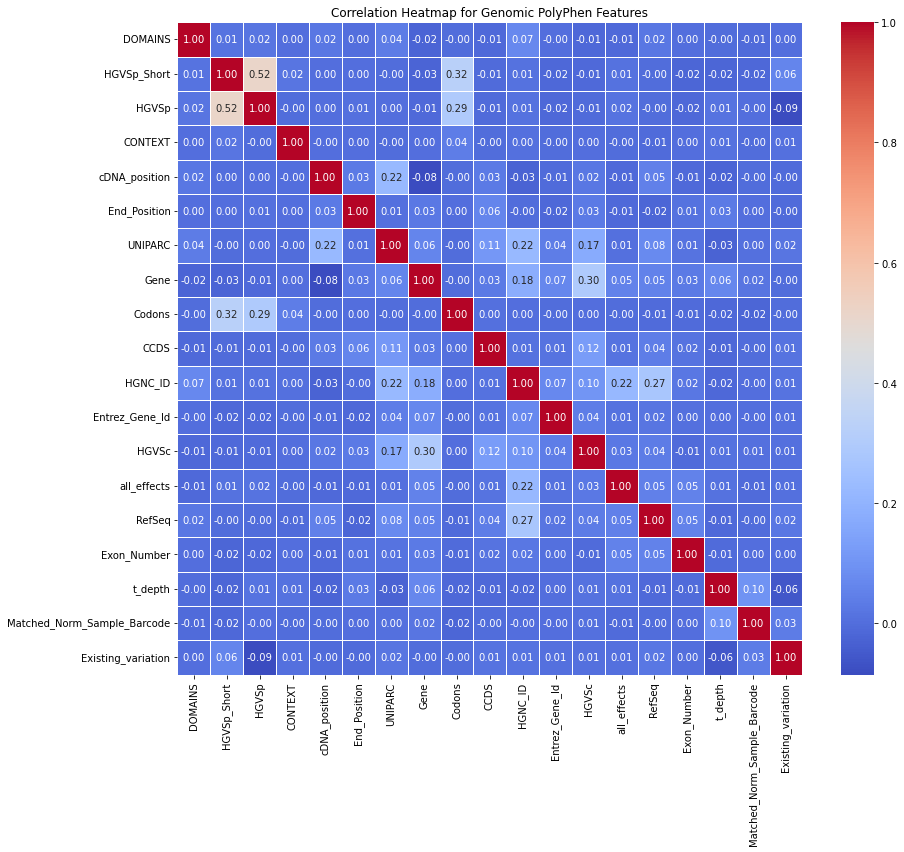 Correlation Heatmap for Genomic PolyPhen Features
DOMAINS 1.00 0.01 0.02 0.00 0.02 0.00 0.04 -0.02 -0.00 -0.01 0.07 -0.00 -0.01 -0.01 0.02 0.00 -0.00 -0.01 0.00
HGVSp_Short 0.01 1.00 0.52 0.02 0.00 0.00 -0.00 -0.03 0.32 -0.01 0.01 -0.02 -0.01 0.01 -0.00 -0.02 -0.02 -0.02 0.06
HGVSp 0.02 0.52 1.00 -0.00 0.00 0.01 0.00 -0.01 0.29 -0.01 0.01 -0.02 -0.01 0.02 -0.00 -0.02 0.01 -0.00 -0.09
CONTEXT 0.00 0.02 -0.00 1.00 0.00 0.00 -0.00 0.00 0.04 -0.00 0.00 -0.00 -0.00 -0.00 -0.01 0.00 0.01 -0.00 0.01
cDNA_position 0.02 0.00 0.00 0.00 1.00 0.03 0.22 -0.08 -0.00 0.03 -0.03 -0.01 0.02 -0.01 0.05 -0.01 -0.02 -0.00 -0.00
End_Position 0.00 0.00 0.01 0.00 0.03 1.00 0.01 0.03 0.00 0.06 -0.00 -0.02 0.03 -0.01 -0.02 0.01 0.03 0.00 -0.00
UNIPARC 0.04 -0.00 0.00 -0.00 0.22 0.01 1.00 0.06 -0.00 0.11 0.22 0.04 0.17 0.01 0.08 0.01 -0.03 0.00 0.02
Gene -0.02 -0.03 -0.01 0.00 -0.08 0.03 0.06 1.00 0.00 0.03 0.18 0.07 0.30 0.05 0.05 0.03 0.06 0.02 -0.00
Codons -0.00 0.32 0.29 0.04 -0.00 0.00 -0.00 0.00 1.00 0.00 0.00 -0.00 0.00 -0.00 -0.01 -0.01 -0.02 -0.02 -0.00
CCDS -0.01 -0.01 -0.01 -0.00 0.03 0.06 0.11 0.03 0.00 1.00 0.01 0.01 0.12 0.01 0.04 0.02 -0.01 -0.00 0.01
HGNC_ID 0.07 0.01 0.01 0.00 -0.03 -0.00 0.22 0.18 0.00 0.01 1.00 0.07 0.10 0.22 0.27 0.02 -0.02 -0.00 0.01
Entrez_Gene_Id -0.00 -0.02 -0.02 -0.00 -0.01 -0.02 0.04 0.07 -0.00 0.01 0.07 1.00 0.04 0.01 0.02 0.00 0.00 -0.00 0.01
HGVSc -0.01 -0.01 -0.01 -0.00 0.02 0.03 0.17 0.30 0.00 0.12 0.10 0.04 1.00 0.03 0.04 -0.01 0.01 0.01 0.01
all_effects -0.01 0.01 0.02 -0.00 -0.01 -0.01 0.01 0.05 -0.00 0.01 0.22 0.01 0.03 1.00 0.05 0.05 0.01 -0.01 0.01
RefSeq 0.02 -0.00 -0.00 -0.01 0.05 -0.02 0.08 0.05 -0.01 0.04 0.27 0.02 0.04 0.05 1.00 0.05 -0.01 -0.00 0.02
Exon_Number 0.00 -0.02 -0.02 0.00 -0.01 0.01 0.01 0.03 -0.01 0.02 0.02 0.00 -0.01 0.05 0.05 1.00 -0.01 0.00 0.00
t_depth -0.00 -0.02 0.01 0.01 -0.02 0.03 -0.03 0.06 -0.02 -0.01 -0.02 0.00 0.01 0.01 -0.01 -0.01 1.00 0.10 -0.06
Matched_Norm_Sample_Barcode -0.01 -0.02 -0.00 -0.00 -0.00 0.00 0.00 0.02 -0.02 -0.00 -0.00 -0.00 0.01 -0.01 -0.00 0.00 0.10 1.00 0.03
Existing_variation 0.00 0.06 -0.09 0.01 -0.00 -0.00 0.02 -0.00 -0.00 0.01 0.01 0.01 0.01 0.01 0.02 0.00 -0.06 0.03 1.00
DOMAINS
HGVSp_Short
HGVSp
CONTEXT
cDNA_position
End_Position
UNIPARC
Gene
Codons
CCDS
HGNC_ID
Entrez_Gene_Id
HGVSc
all_effects
RefSeq
Exon_Number
t_depth
Matched_Norm_Sample_Barcode
Existing_variation
1.0
0.8
0.6
0.4
0.2
0.0